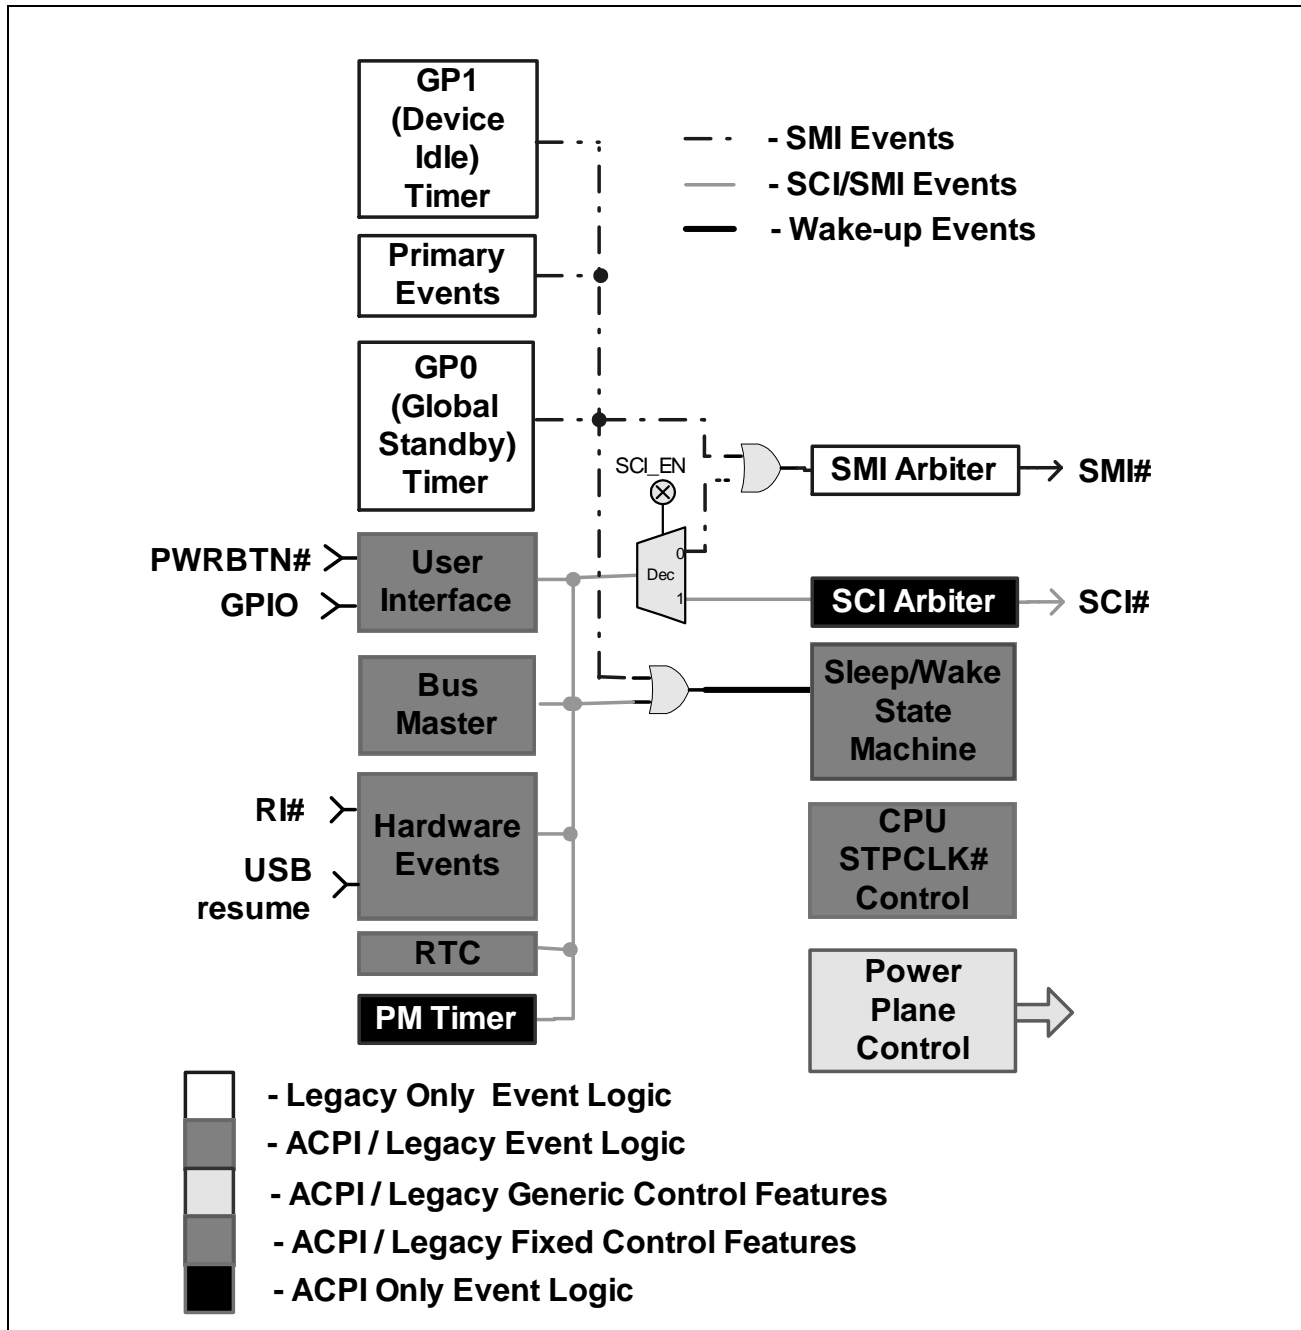 GP1
(Device
Idle)
Timer
- SMI Events
- SCI/SMI Events
- Wake-up Events
Primary
Events
GP0
(Global
Standby)
Timer
SCI_EN
SMI Arbiter
SMI#
PWRBTN#
GPIO
User
Interface
0
Dec
1
SCI Arbiter
SCI#
Bus
Master
Sleep/Wake
State
Machine
RI#
USB
resume
Hardware
Events
CPU
STPCLK#
Control
RTC
PM Timer
Power
Plane
Control
- Legacy Only Event Logic
- ACPI / Legacy Event Logic
- ACPI / Legacy Generic Control Features
- ACPI / Legacy Fixed Control Features
- ACPI Only Event Logic